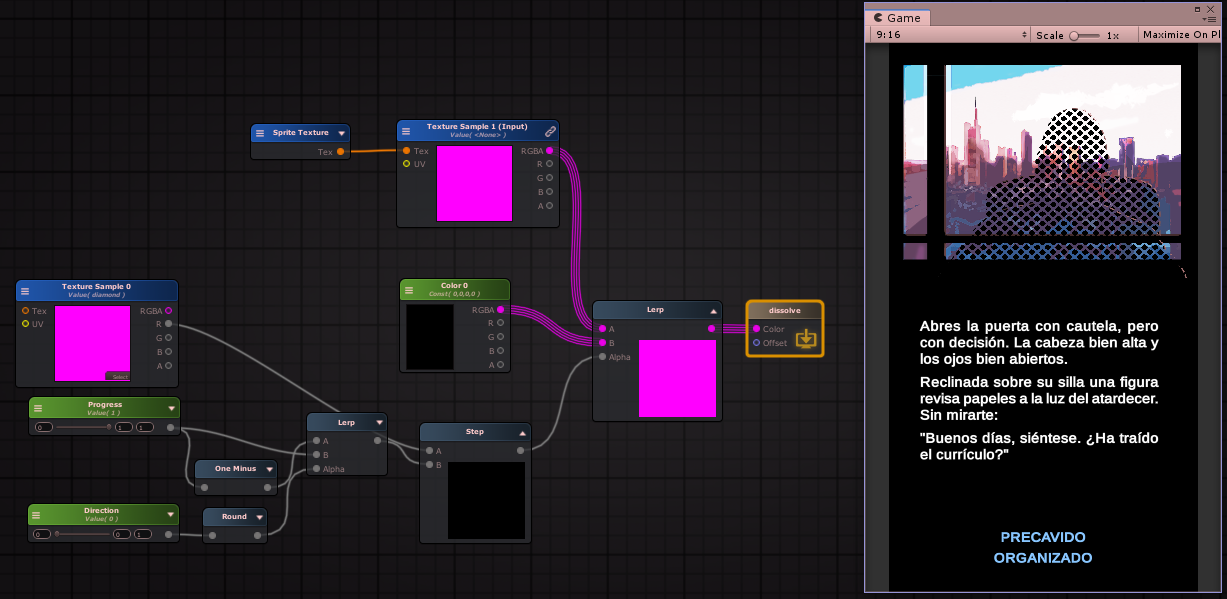 Game
9:16
Scale
1x
Maximize On Pl
Sprite Texture
Tex
Texture Sample 1 (Input)
Value( <None> )
Tex
UV
RGBA
R
G
B
A
Texture Sample 0
Value( diamond )
Tex
UV
RGBA
R
G
B
A
Select
Color 0
Const( 0,0,0,0 )
RGBA
R
G
B
A
Lerp
A
B
Alpha
dissolve
Color
Offset
Progress
Value( 1 )
0
1
1
Lerp
A
B
Alpha
Step
A
B
One Minus
Direction
Value( 0 )
0
0
1
Round
Abres la puerta con cautela, pero
con decisión. La cabeza bien alta y
los ojos bien abiertos.
Reclinada sobre su silla una figura
revisa papeles a la luz del atardecer.
Sin mirarte:
"Buenos días, siéntese. ¿Ha traído
el currículo?"
PRECAVIDO
ORGANIZADO